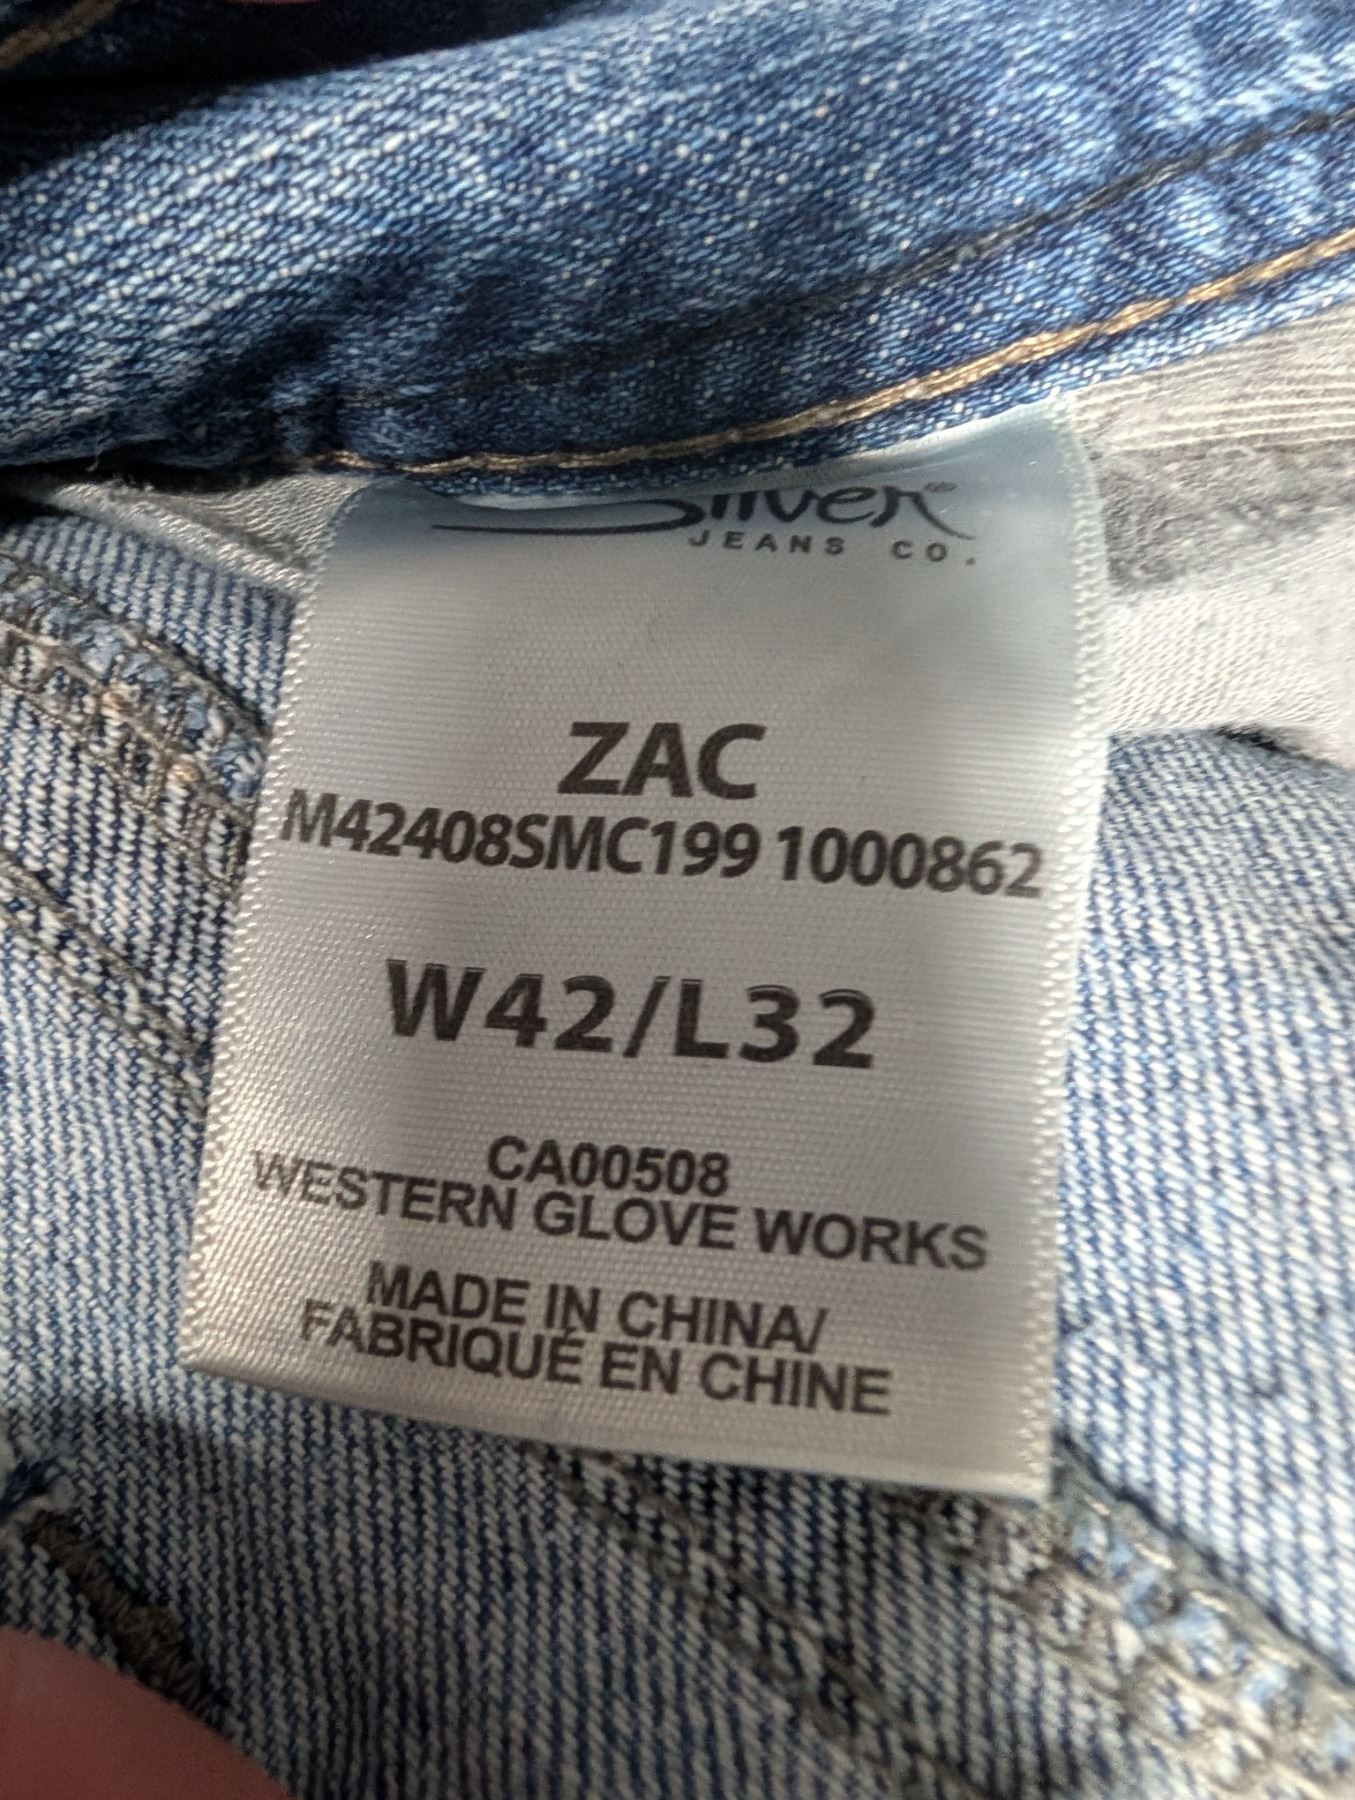 Silver®
JEANS CO.
ZAC
M42408SMC199 1000862
W42/L32
CA00508
WESTERN GLOVE WORKS
MADE IN CHINA/
FABRIQUÉ EN CHINE